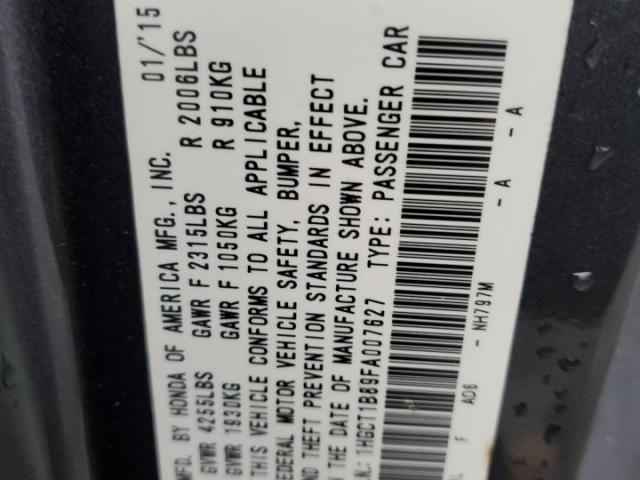 MFD. BY HONDA OF AMERICA MFG., INC. 01/'15
GVWR 4255LBS GAWR F 2315LBS R 2006LBS
GVWR 1930KG GAWR F 1050KG R 910KG
THIS VEHICLE CONFORMS TO ALL APPLICABLE
FEDERAL MOTOR VEHICLE SAFETY, BUMPER,
AND THEFT PREVENTION STANDARDS IN EFFECT
ON THE DATE OF MANUFACTURE SHOWN ABOVE.
V.I.N.: 1HGCT1B89FA007627 TYPE: PASSENGER CAR
F AD6 - NH797M - A - A